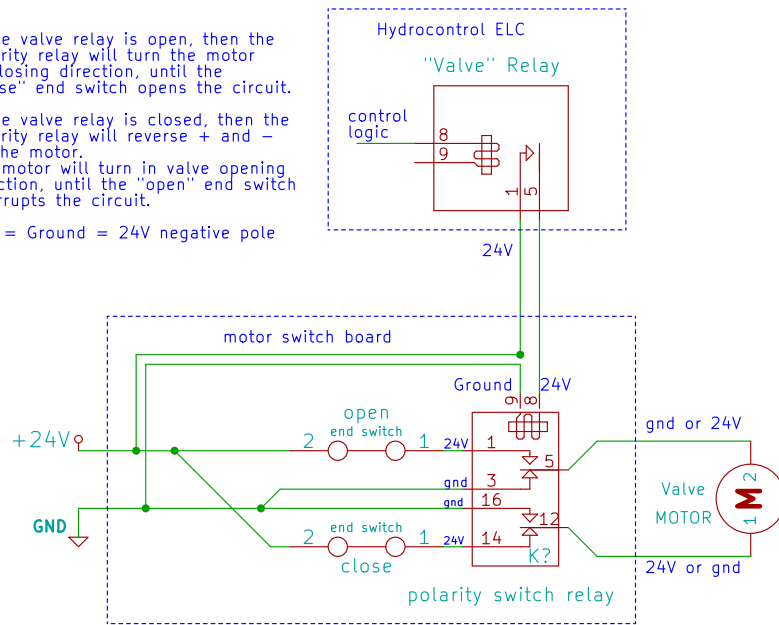 e valve relay is open, then the
rity relay will turn the motor
losing direction, until the
se" end switch opens the circuit.
e valve relay is closed, then the
rity relay will reverse + and –
he motor.
motor will turn in valve opening
ction, until the "open" end switch
rrupts the circuit.
= Ground = 24V negative pole
Hydrocontrol ELC
"Valve" Relay
control
logic
8
9
1
5
24V
motor switch board
Ground
24V
9
8
open
end switch
+24V
2
1
24V
1
5
gnd
3
gnd
16
GND
end switch
12
2
1
24V
14
close
K?
polarity switch relay
gnd or 24V
Valve
MOTOR
2
M
1
24V or gnd